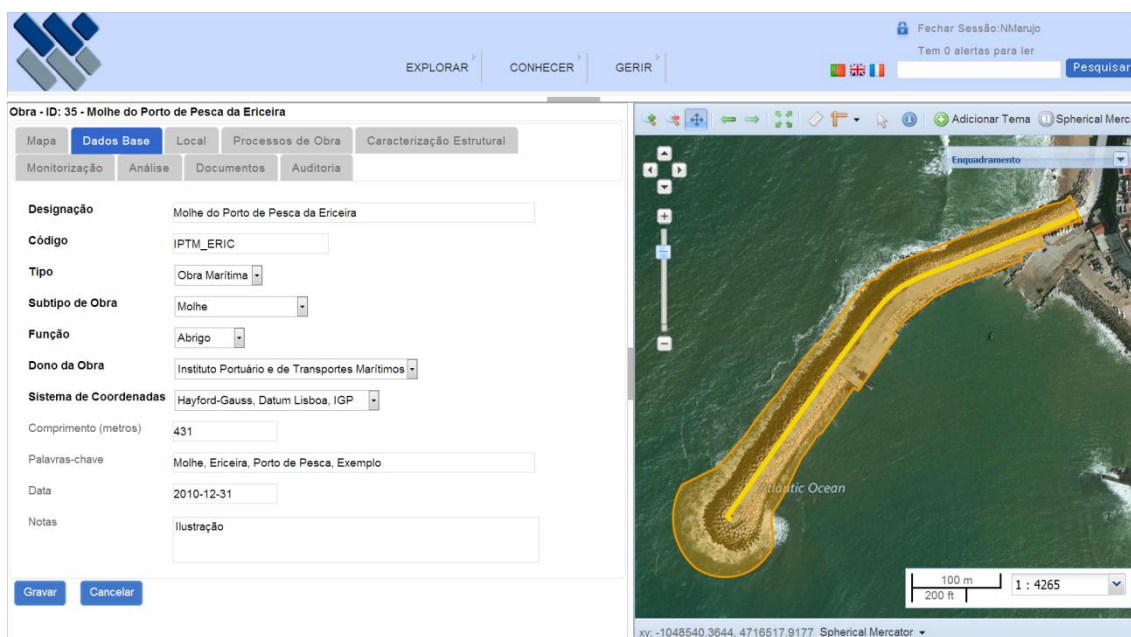 Fechar Sessão:NMarujo
Tem 0 alertas para ler
EXPLORAR CONHECER GERIR
Pesquisar
Obra - ID: 35 - Molhe do Porto de Pesca da Ericeira
Mapa Dados Base Local Processos de Obra Caracterização Estrutural
Monitorização Análise Documentos Auditoria
Designação Molhe do Porto de Pesca da Ericeira
Código IPTM_ERIC
Tipo Obra Marítima
Subtipo de Obra Molhe
Função Abrigo
Dono da Obra Instituto Portuário e de Transportes Marítimos
Sistema de Coordenadas Hayford-Gauss, Datum Lisboa, IGP
Comprimento (metros) 431
Palavras-chave Molhe, Ericeira, Porto de Pesca, Exemplo
Data 2010-12-31
Notas Ilustração
Gravar Cancelar
Adicionar Tema Spherical Merca
Enquadramento
Atlantic Ocean
100 m
200 ft
1 : 4265
xy: -1048540.3644, 4716517.9177 Spherical Mercator